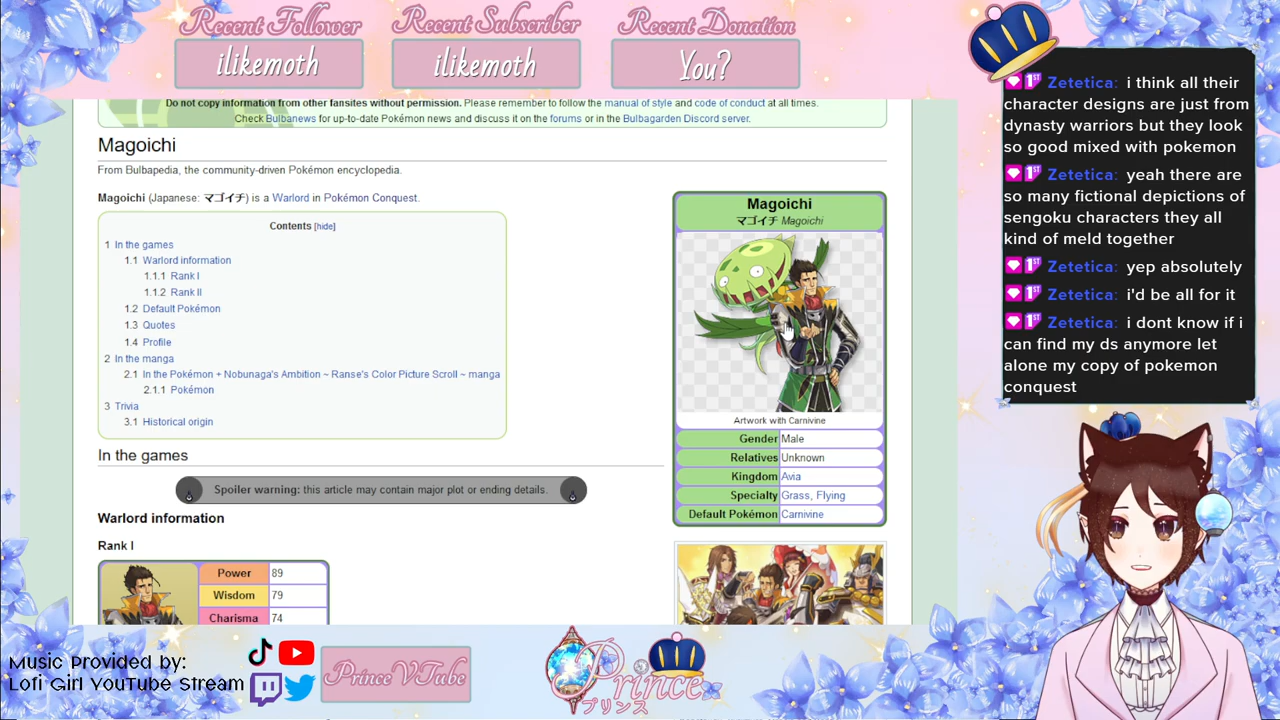 Recent Follower
ilikemoth
Recent Subscriber
ilikemoth
Recent Donation
You?
Do not copy information from other fansites without permission. Please remember to follow the manual of style and code of conduct at all times.
Check Bulbanews for up-to-date Pokémon news and discuss it on the forums or in the Bulbagarden Discord server.
Magoichi
From Bulbapedia, the community-driven Pokémon encyclopedia.
Magoichi (Japanese: マゴイチ) is a Warlord in Pokémon Conquest.
Contents [hide]
1 In the games
1.1 Warlord information
1.1.1 Rank I
1.1.2 Rank II
1.2 Default Pokémon
1.3 Quotes
1.4 Profile
2 In the manga
2.1 In the Pokémon + Nobunaga's Ambition ~ Ranse's Color Picture Scroll ~ manga
2.1.1 Pokémon
3 Trivia
3.1 Historical origin
In the games
Spoiler warning: this article may contain major plot or ending details.
Warlord information
Rank I
Power 89
Wisdom 79
Charisma 74
Magoichi
マゴイチ Magoichi
Artwork with Carnivine
Gender Male
Relatives Unknown
Kingdom Avia
Specialty Grass, Flying
Default Pokémon Carnivine
Zetetica: i think all their
character designs are just from
dynasty warriors but they look
so good mixed with pokemon
Zetetica: yeah there are
so many fictional depictions of
sengoku characters they all
kind of meld together
Zetetica: yep absolutely
Zetetica: i'd be all for it
Zetetica: i dont know if i
can find my ds anymore let
alone my copy of pokemon
conquest
Music Provided by:
Lofi Girl YouTube Stream
Prince VTube
Prince
プリンス